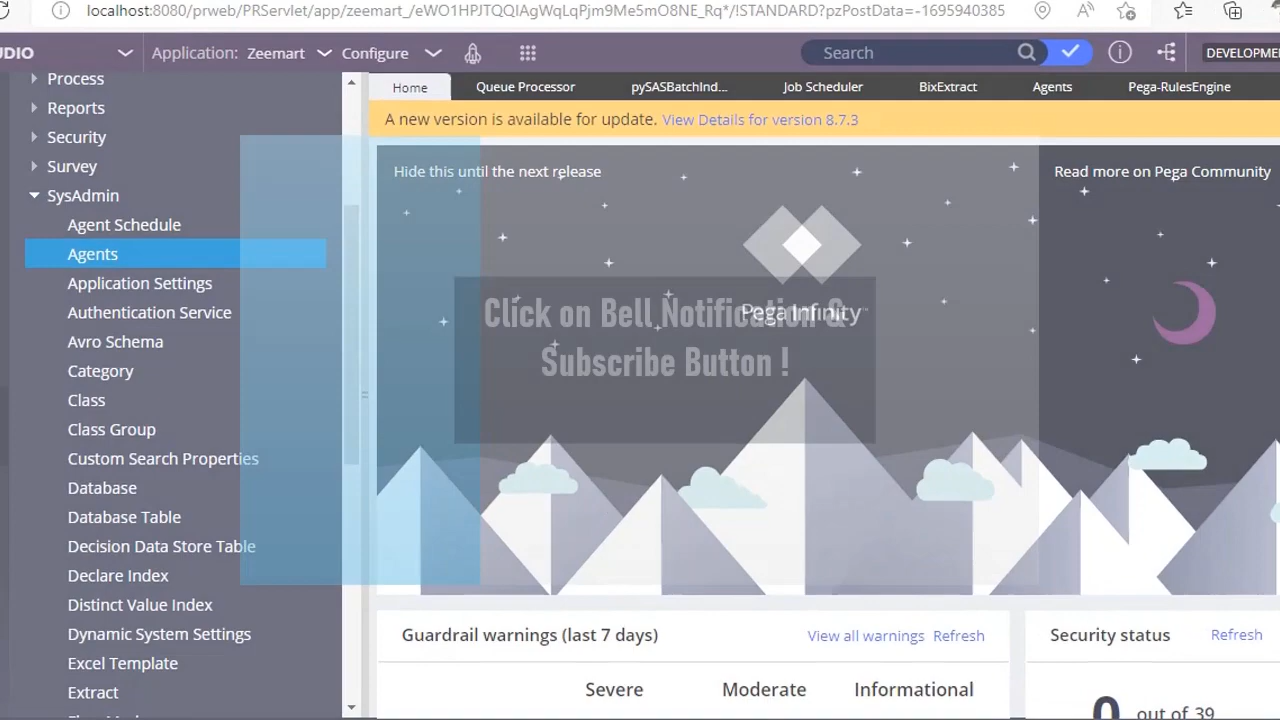 localhost:8080/prweb/PRServlet/app/zeemart_/eWO1HPJTQQIAgWqLqPjm9Me5mO8NE_Rq*/!STANDARD?pzPostData=-1695940385
UDIO
Application: Zeemart
Configure
Search
DEVELOPME
Process
Reports
Security
Survey
SysAdmin
Agent Schedule
Agents
Application Settings
Authentication Service
Avro Schema
Category
Class
Class Group
Custom Search Properties
Database
Database Table
Decision Data Store Table
Declare Index
Distinct Value Index
Dynamic System Settings
Excel Template
Extract
Home
Queue Processor
pySASBatchInd...
Job Scheduler
BixExtract
Agents
Pega-RulesEngine
A new version is available for update. View Details for version 8.7.3
Hide this until the next release
Read more on Pega Community
Pega Infinity
Click on Bell Notification &
Subscribe Button !
Guardrail warnings (last 7 days)
View all warnings Refresh
Severe Moderate Informational
Security status
Refresh
0 out of 39